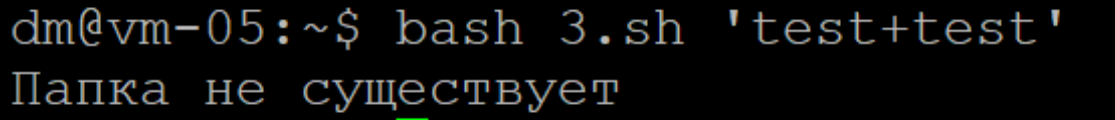 dm@vm-05:~$ bash 3.sh 'test+test'
Папка не существует